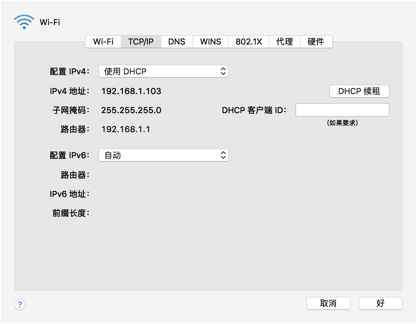 Wi-Fi
Wi-Fi TCP/IP DNS WINS 802.1X 代理 硬件
配置 IPv4： 使用 DHCP
IPv4 地址： 192.168.1.103 DHCP 续租
子网掩码： 255.255.255.0 DHCP 客户端 ID：
(如果要求)
路由器： 192.168.1.1
配置 IPv6： 自动
路由器：
IPv6 地址：
前缀长度：
? 取消 好